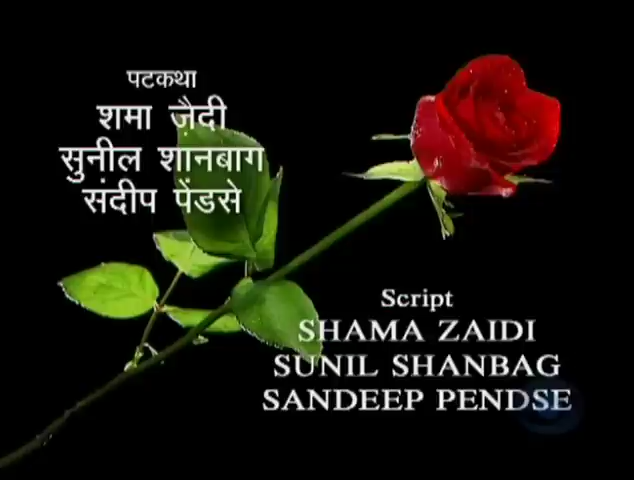 पटकथा
शमा ज़ैदी
सुनील शानबाग
संदीप पेंडसे
Script
SHAMA ZAIDI
SUNIL SHANBAG
SANDEEP PENDSE